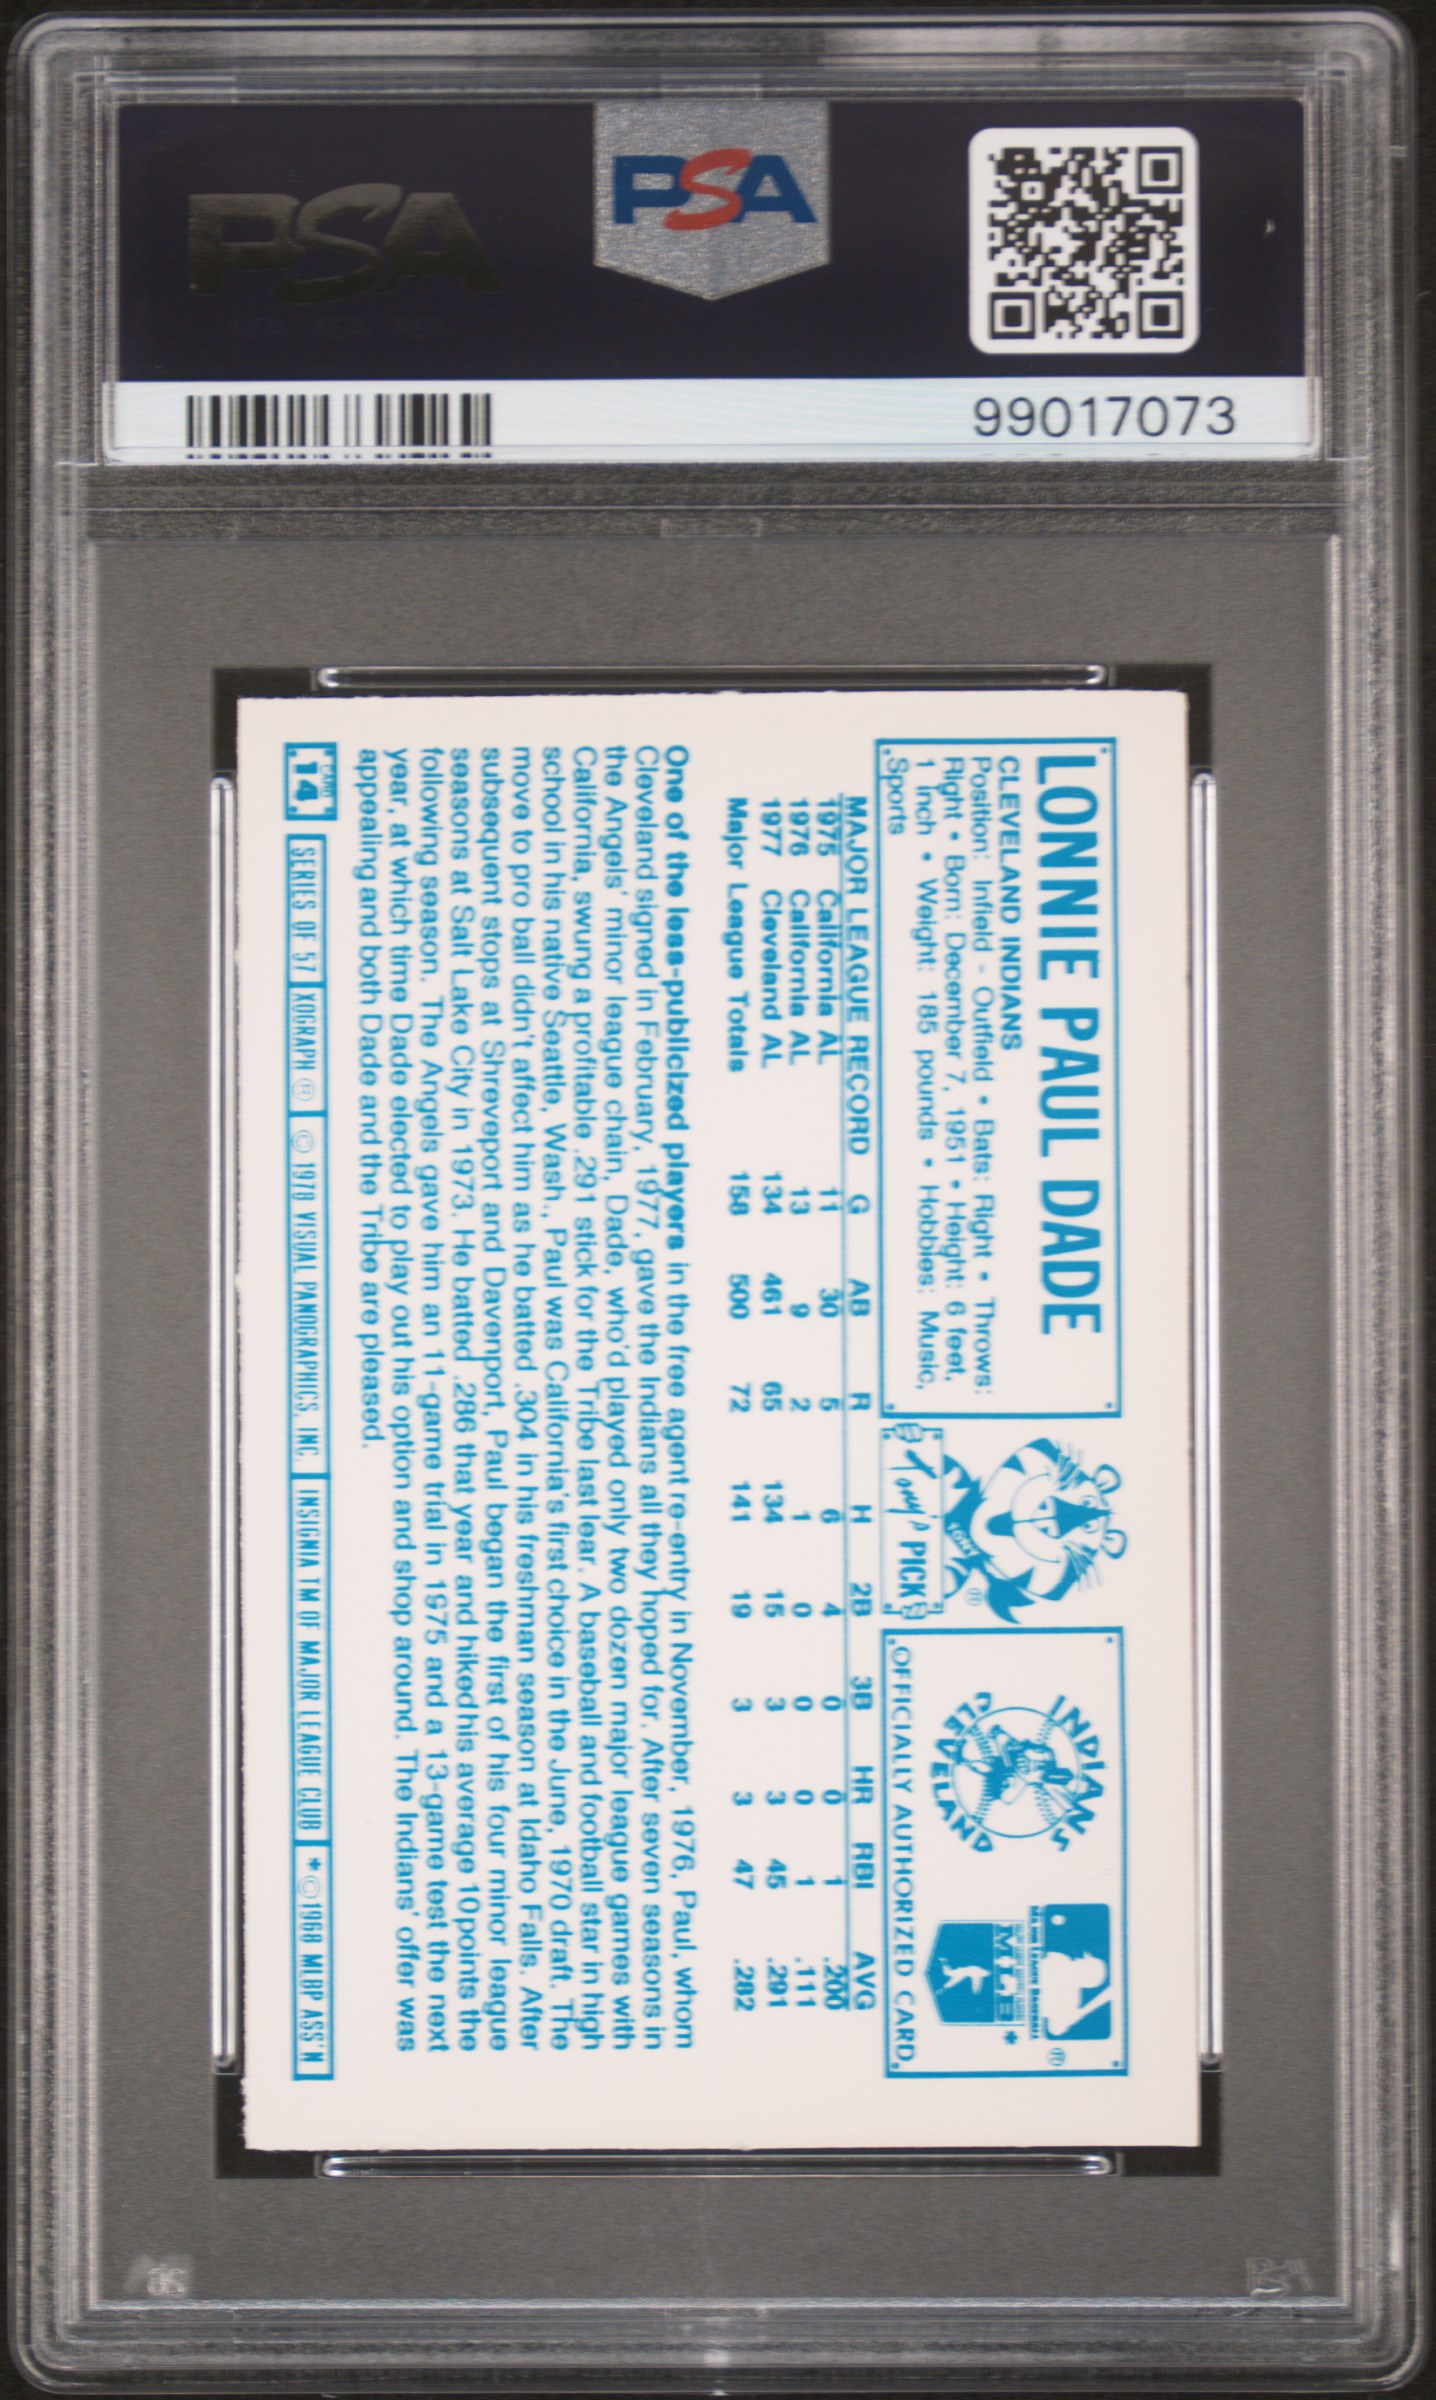 PSA
PSA
99017073
LONNIE PAUL DADE
CLEVELAND INDIANS
Position: Infield - Outfield • Bats: Right • Throws:
Right • Born: December 7, 1951 • Height: 6 feet,
1 inch • Weight: 185 pounds • Hobbies: Music,
Sports
TONY
®
Tony's PICK
INDIANS
CLEVELAND
MAJOR LEAGUE BASEBALL
®
MLB*
OFFICIALLY AUTHORIZED CARD
MAJOR LEAGUE RECORD G AB R H 2B 3B HR RBI AVG
1975 California AL 11 30 5 6 4 0 0 1 .200
1976 California AL 13 9 2 1 0 0 0 1 .111
1977 Cleveland AL 134 461 65 134 15 3 3 45 .291
Major League Totals 158 500 72 141 19 3 3 47 .282
One of the less-publicized players in the free agent re-entry in November, 1976, Paul, whom
Cleveland signed in February, 1977, gave the Indians all they hoped for. After seven seasons in
the Angels' minor league chain, Dade, who'd played only two dozen major league games with
California, swung a profitable .291 stick for the Tribe last lear. A baseball and football star in high
school in his native Seattle, Wash., Paul was California's first choice in the June, 1970 draft. The
move to pro ball didn't affect him as he batted .304 in his freshman season at Idaho Falls. After
subsequent stops at Shreveport and Davenport, Paul began the first of his four minor league
seasons at Salt Lake City in 1973. He batted .286 that year and hiked his average 10 points the
following season. The Angels gave him an 11-game trial in 1975 and a 13-game test the next
year, at which time Dade elected to play out his option and shop around. The Indians' offer was
appealing and both Dade and the Tribe are pleased.
CARD 14 SERIES OF 57 XOGRAPH ® © 1978 VISUAL PANOGRAPHICS, INC. INSIGNIA TM OF MAJOR LEAGUE CLUB *© 1968 MLBP ASS'N
PSA